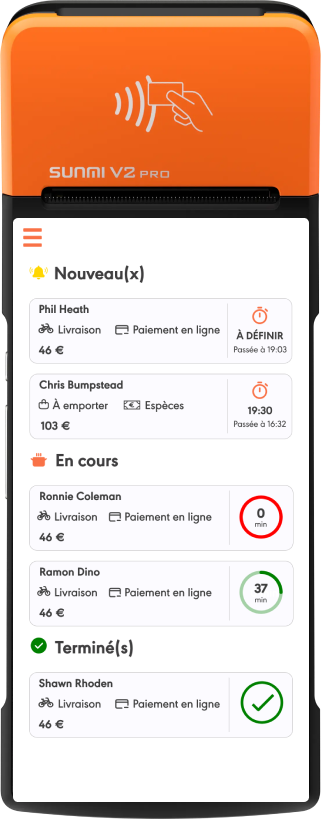 SUNMI V2 PRO
Nouveau(x)
Phil Heath
Livraison Paiement en ligne
46 €
À DÉFINIR
Passée à 19:03
Chris Bumpstead
À emporter € Espèces
103 €
19:30
Passée à 16:32
En cours
Ronnie Coleman
Livraison Paiement en ligne
46 €
0
min
Ramon Dino
Livraison Paiement en ligne
46 €
37
min
Terminé(s)
Shawn Rhoden
Livraison Paiement en ligne
46 €